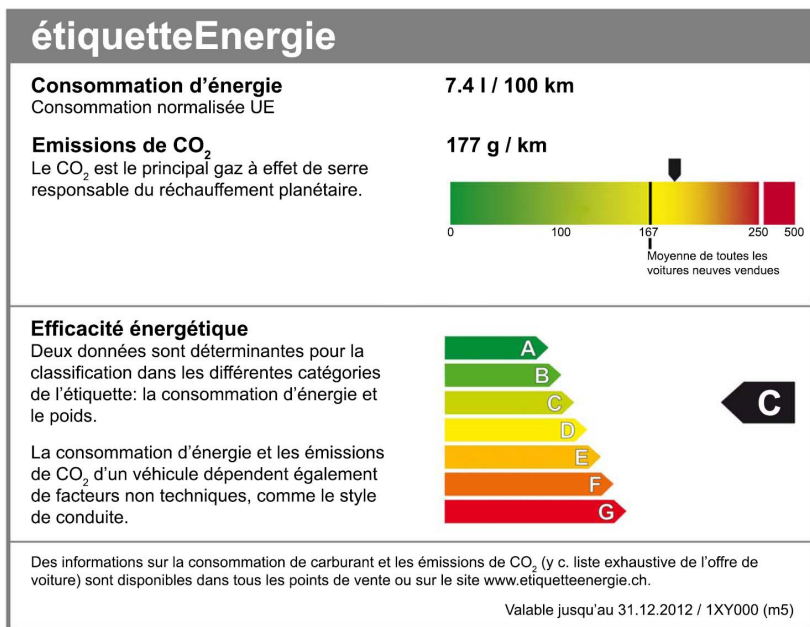 étiquetteEnergie
Consommation d’énergie 7.4 l / 100 km
Consommation normalisée UE
Emissions de CO₂ 177 g / km
Le CO₂ est le principal gaz à effet de serre
responsable du réchauffement planétaire.
0 100 167 250 500
Moyenne de toutes les
voitures neuves vendues
Efficacité énergétique
Deux données sont déterminantes pour la
classification dans les différentes catégories
de l’étiquette: la consommation d’énergie et
le poids.
La consommation d’énergie et les émissions
de CO₂ d’un véhicule dépendent également
de facteurs non techniques, comme le style
de conduite.
A
B
C
D
E
F
G
C
Des informations sur la consommation de carburant et les émissions de CO₂ (y c. liste exhaustive de l’offre de
voiture) sont disponibles dans tous les points de vente ou sur le site www.etiquetteenergie.ch.
Valable jusqu’au 31.12.2012 / 1XY000 (m5)